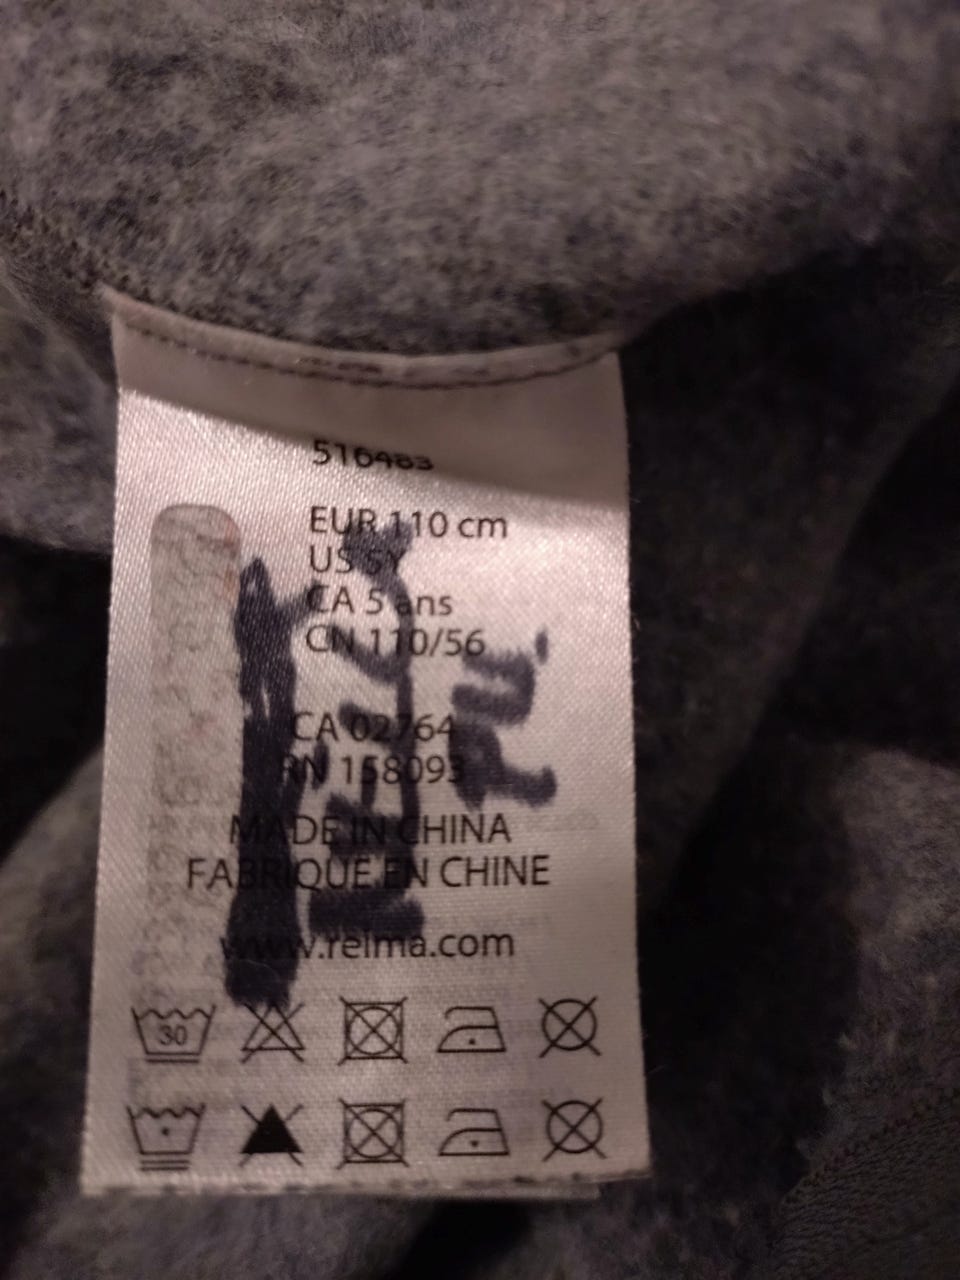 516483
EUR 110 cm
US 5Y
CA 5 ans
CN 110/56
CA 02764
RN 158093
MADE IN CHINA
FABRIQUE EN CHINE
www.reima.com
30